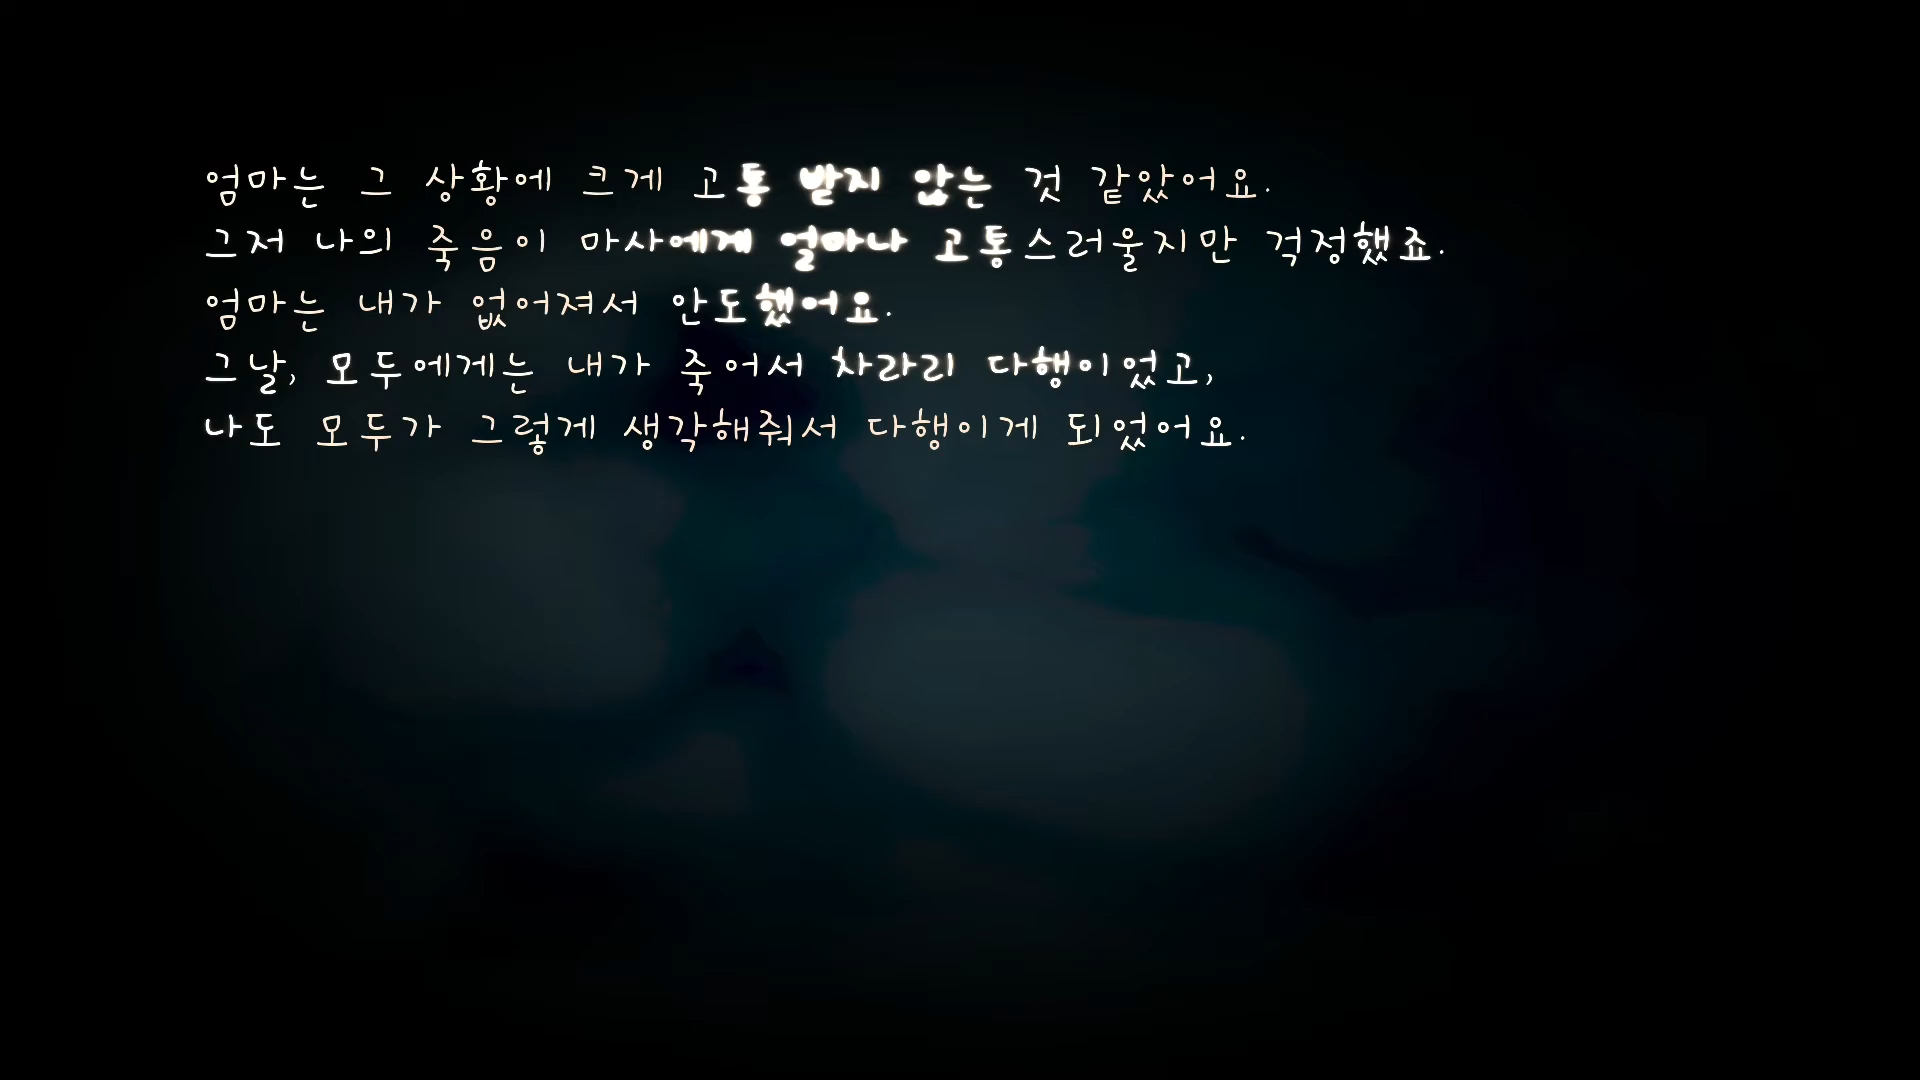 엄마는 그 상황에 크게 고통 받지 않는 것 같았어요.
그저 나의 죽음이 마사에게 얼마나 고통스러울지만 걱정했죠.
엄마는 내가 없어져서 안도했어요.
그날, 모두에게는 내가 죽어서 차라리 다행이었고,
나도 모두가 그렇게 생각해줘서 다행이게 되었어요.